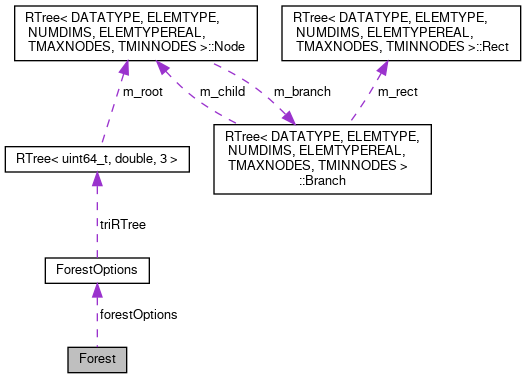 RTree< DATATYPE, ELEMTYPE,
NUMDIMS, ELEMTYPEREAL,
TMAXNODES, TMINNODES >::Node
RTree< DATATYPE, ELEMTYPE,
NUMDIMS, ELEMTYPEREAL,
TMAXNODES, TMINNODES >::Rect
m_root
m_child
m_branch
m_rect
RTree< DATATYPE, ELEMTYPE,
NUMDIMS, ELEMTYPEREAL,
TMAXNODES, TMINNODES >
::Branch
RTree< uint64_t, double, 3 >
triRTree
ForestOptions
forestOptions
Forest